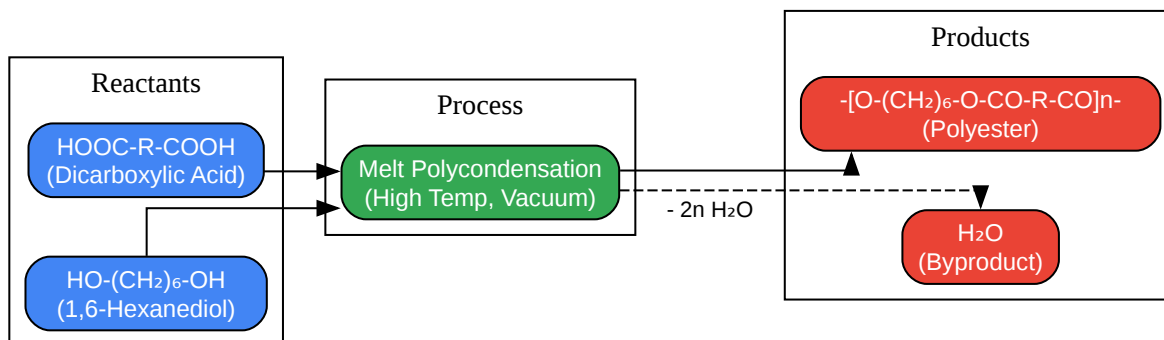 Reactants
HOOC-R-COOH
(Dicarboxylic Acid)
HO-(CH₂)₆-OH
(1,6-Hexanediol)
Process
Melt Polycondensation
(High Temp, Vacuum)
- 2n H₂O
Products
-[O-(CH₂)₆-O-CO-R-CO]n-
(Polyester)
H₂O
(Byproduct)